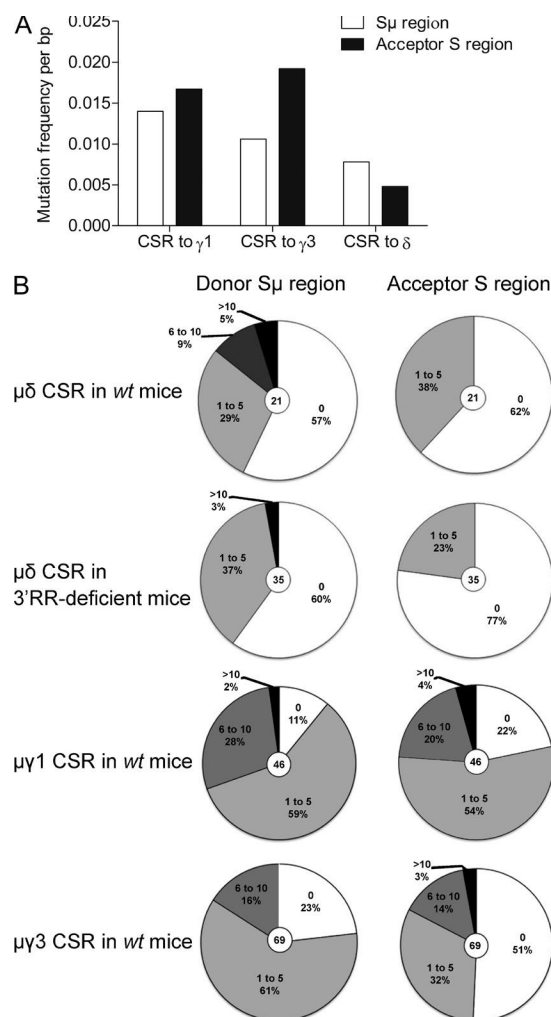 A
Sμ region
Acceptor S region
Mutation frequency per bp
0.025
0.020
0.015
0.010
0.005
0.000
CSR to γ1
CSR to γ3
CSR to δ
B
Donor Sμ region
Acceptor S region
μδ CSR in wt mice
>10
5%
6 to 10
9%
1 to 5
29%
21
0
57%
1 to 5
38%
21
0
62%
μδ CSR in
3'RR-deficient mice
>10
3%
1 to 5
37%
35
0
60%
1 to 5
23%
35
0
77%
μγ1 CSR in wt mice
>10
2%
0
11%
6 to 10
28%
46
1 to 5
59%
>10
4%
0
22%
6 to 10
20%
46
1 to 5
54%
μγ3 CSR in wt mice
6 to 10
16%
0
23%
69
1 to 5
61%
>10
3%
6 to 10
14%
69
0
51%
1 to 5
32%